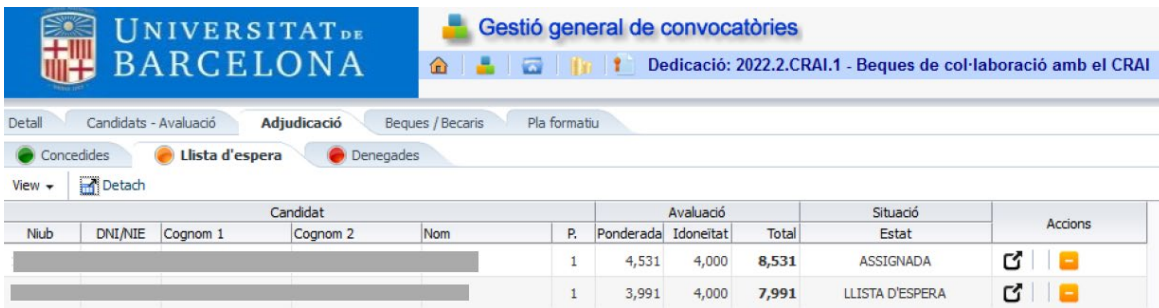 UNIVERSITAT DE
BARCELONA
Gestió general de convocatòries
Dedicació: 2022.2.CRAI.1 - Beques de col·laboració amb el CRAI
Detall Candidats - Avaluació Adjudicació Beques / Becaris Pla formatiu
Concedides Llista d'espera Denegades
View Detach
Candidat Avaluació Situació Accions
Niub DNI/NIE Cognom 1 Cognom 2 Nom P. Ponderada Idoneïtat Total Estat
1 4,531 4,000 8,531 ASSIGNADA
1 3,991 4,000 7,991 LLISTA D'ESPERA